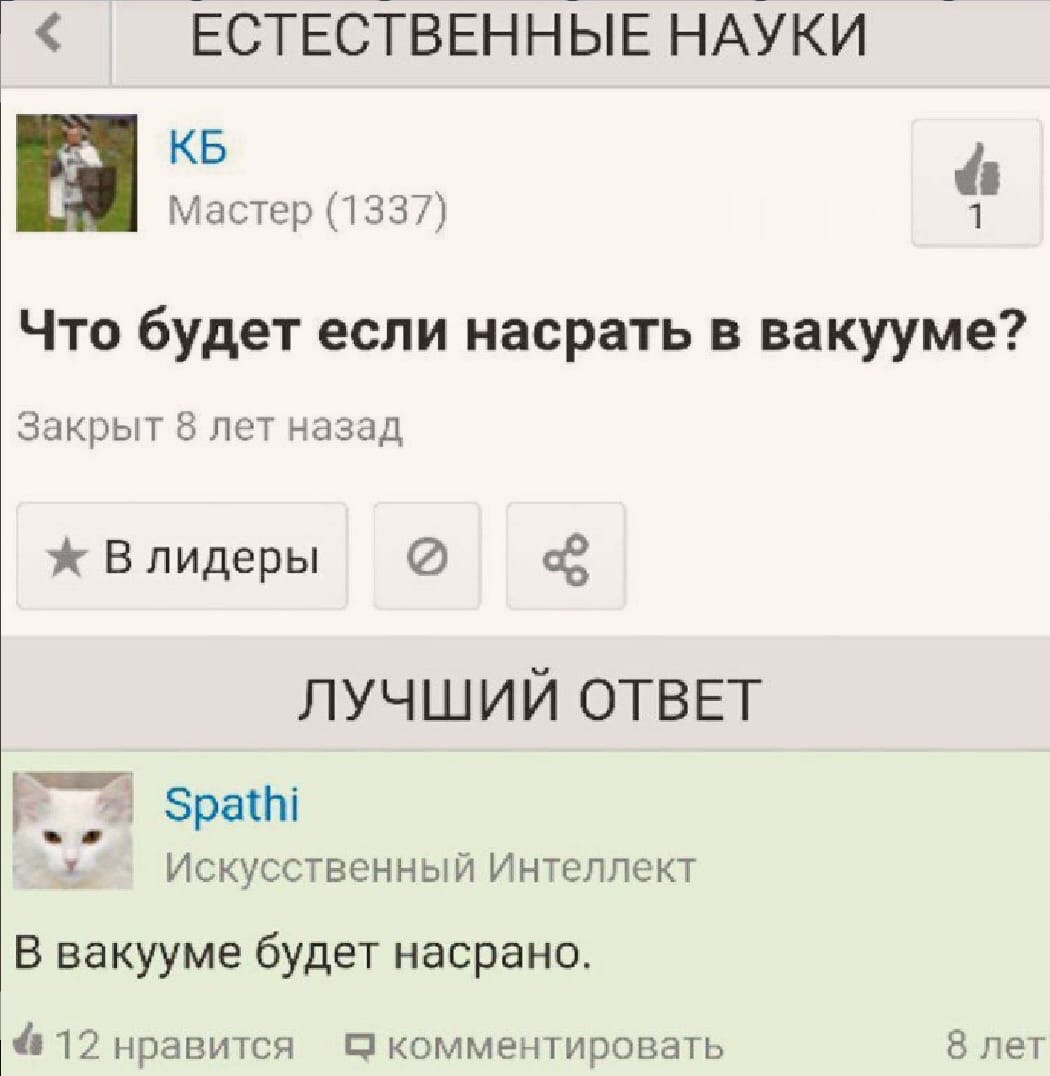 ЕСТЕСТВЕННЫЕ НАУКИ
КБ
Мастер (1337)
1
Что будет если насрать в вакууме?
Закрыт 8 лет назад
В лидеры
ЛУЧШИЙ ОТВЕТ
Spathi
Искусственный Интеллект
В вакууме будет насрано.
12 нравится комментировать 8 лет